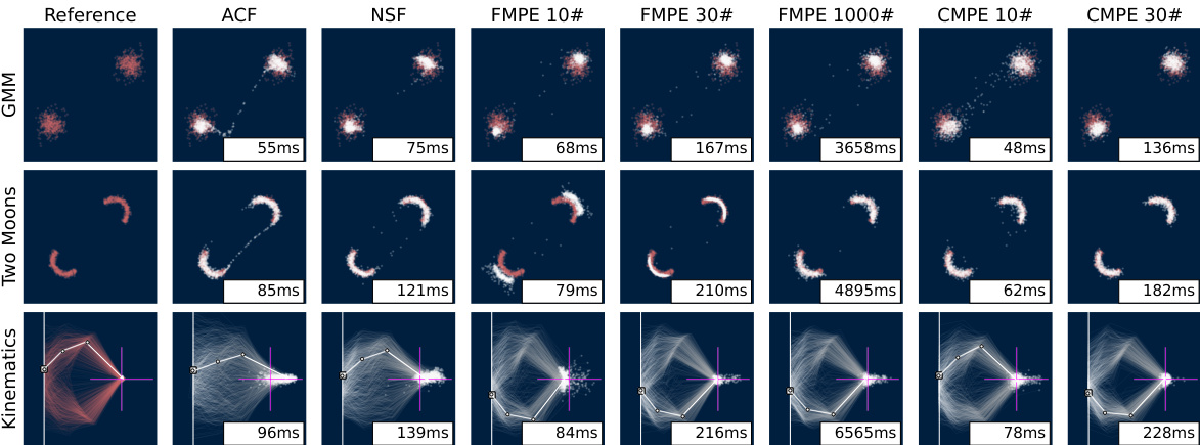 Reference ACF NSF FMPE 10# FMPE 30# FMPE 1000# CMPE 10# CMPE 30#
GMM
55ms 75ms 68ms 167ms 3658ms 48ms 136ms
Two Moons
85ms 121ms 79ms 210ms 4895ms 62ms 182ms
Kinematics
96ms 139ms 84ms 216ms 6565ms 78ms 228ms